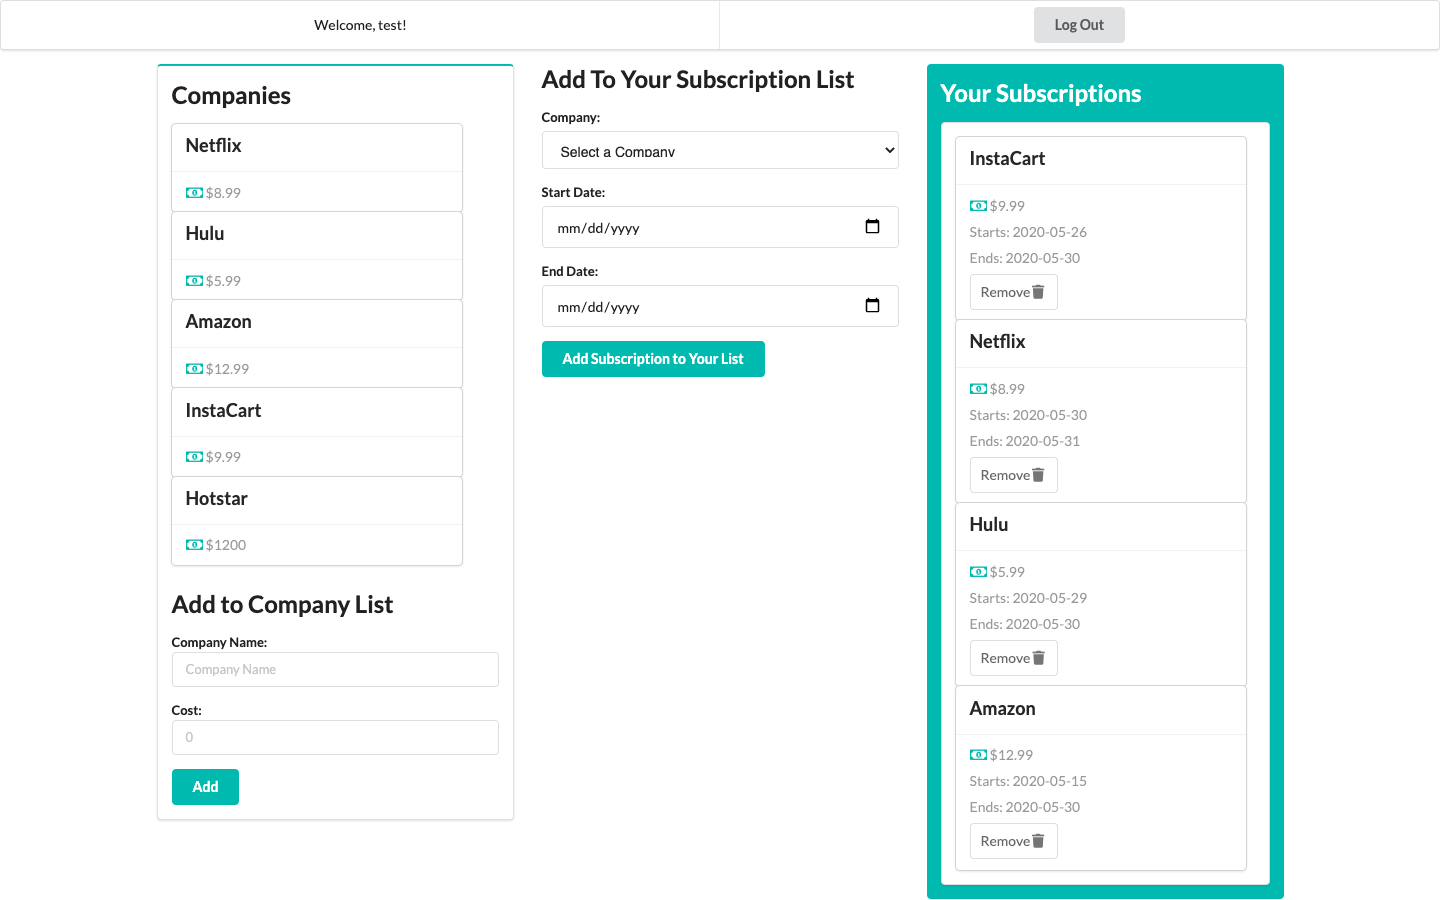 Welcome, test!
Log Out
Companies
Netflix
$8.99
Hulu
$5.99
Amazon
$12.99
InstaCart
$9.99
Hotstar
$1200
Add to Company List
Company Name:
Company Name
Cost:
0
Add
Add To Your Subscription List
Company:
Select a Company
Start Date:
mm/dd/yyyy
End Date:
mm/dd/yyyy
Add Subscription to Your List
Your Subscriptions
InstaCart
$9.99
Starts: 2020-05-26
Ends: 2020-05-30
Remove
Netflix
$8.99
Starts: 2020-05-30
Ends: 2020-05-31
Remove
Hulu
$5.99
Starts: 2020-05-29
Ends: 2020-05-30
Remove
Amazon
$12.99
Starts: 2020-05-15
Ends: 2020-05-30
Remove